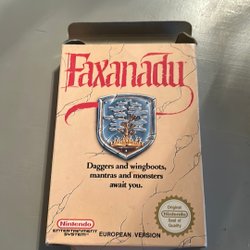 Faxanadu
Daggers and wingboots,
mantras and monsters
await you.
Nintendo
ENTERTAINMENT
SYSTEM
EUROPEAN VERSION
Original
Nintendo
Seal of
Quality